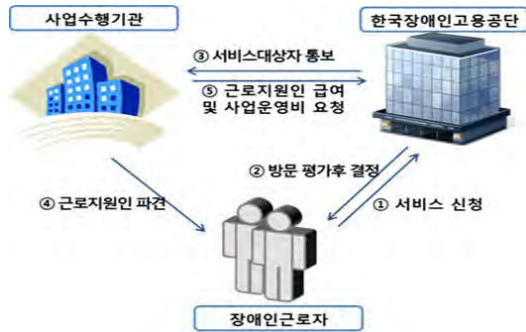 사업수행기관
한국장애인고용공단
③ 서비스대상자 통보
⑤ 근로지원인 급여
및 사업운영비 요청
② 방문 평가후 결정
④ 근로지원인 파견
① 서비스 신청
장애인근로자